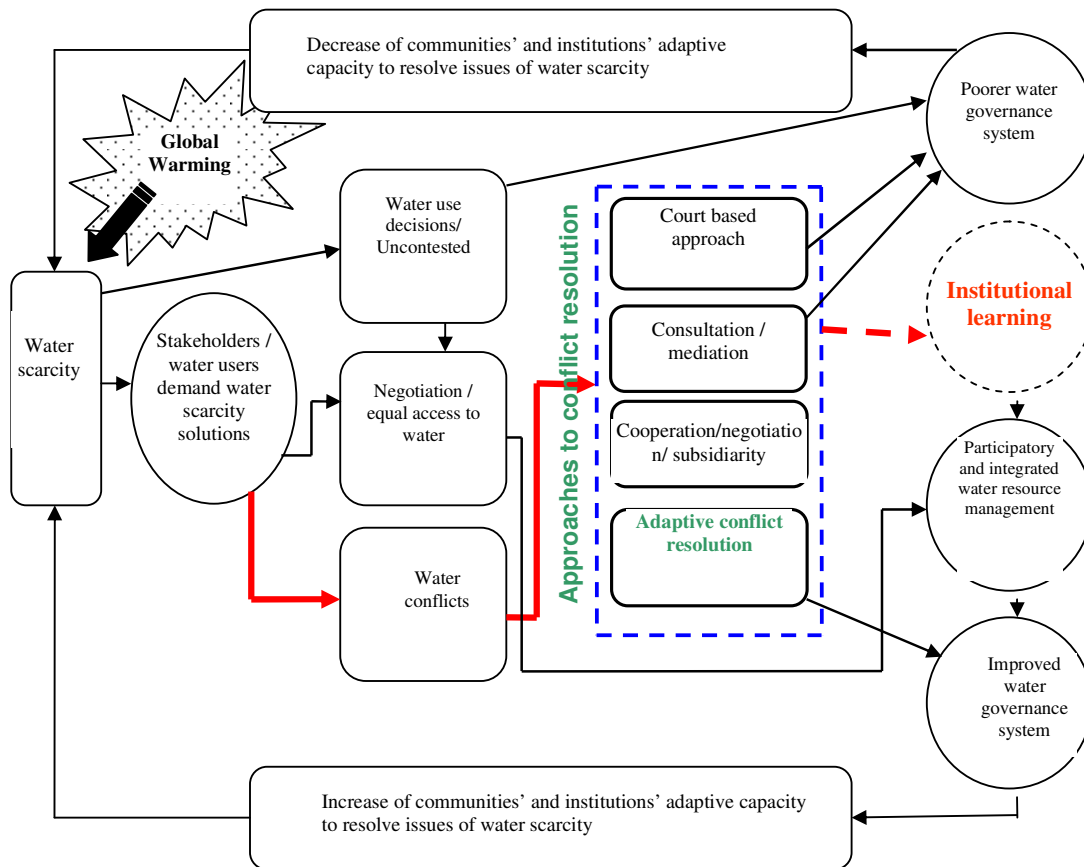 Decrease of communities’ and institutions’ adaptive
capacity to resolve issues of water scarcity
Poorer water
governance
system
Global
Warming
Water use
decisions/
Uncontested
Approaches to conflict resolution
Court based
approach
Institutional
learning
Water
scarcity
Stakeholders /
water users
demand water
scarcity
solutions
Negotiation /
equal access to
water
Consultation /
mediation
Cooperation/negotiatio
n/ subsidiarity
Participatory
and integrated
water resource
management
Adaptive conflict
resolution
Water
conflicts
Improved
water
governance
system
Increase of communities’ and institutions’ adaptive capacity
to resolve issues of water scarcity